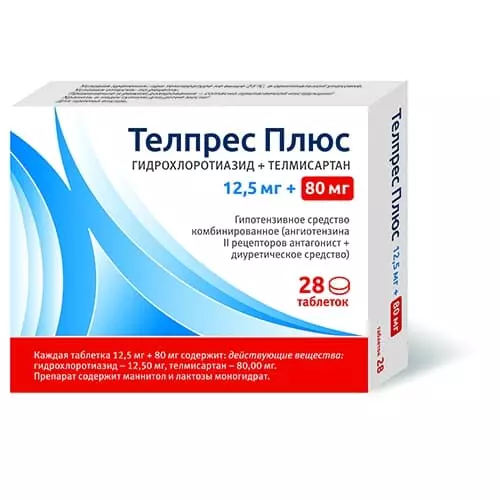 Телпрес Плюс
ГИДРОХЛОРОТИАЗИД + ТЕЛМИСАРТАН
12,5 мг + 80 мг
Гипотензивное средство
комбинированное (ангиотензина
II рецепторов антагонист +
диуретическое средство)
28
таблеток
Каждая таблетка 12,5 мг + 80 мг содержит: действующие вещества:
гидрохлоротиазид – 12,50 мг, телмисартан – 80,00 мг.
Препарат содержит маннитол и лактозы моногидрат.
Телпрес Плюс
12,5 мг + 80 мг
таблеток 28